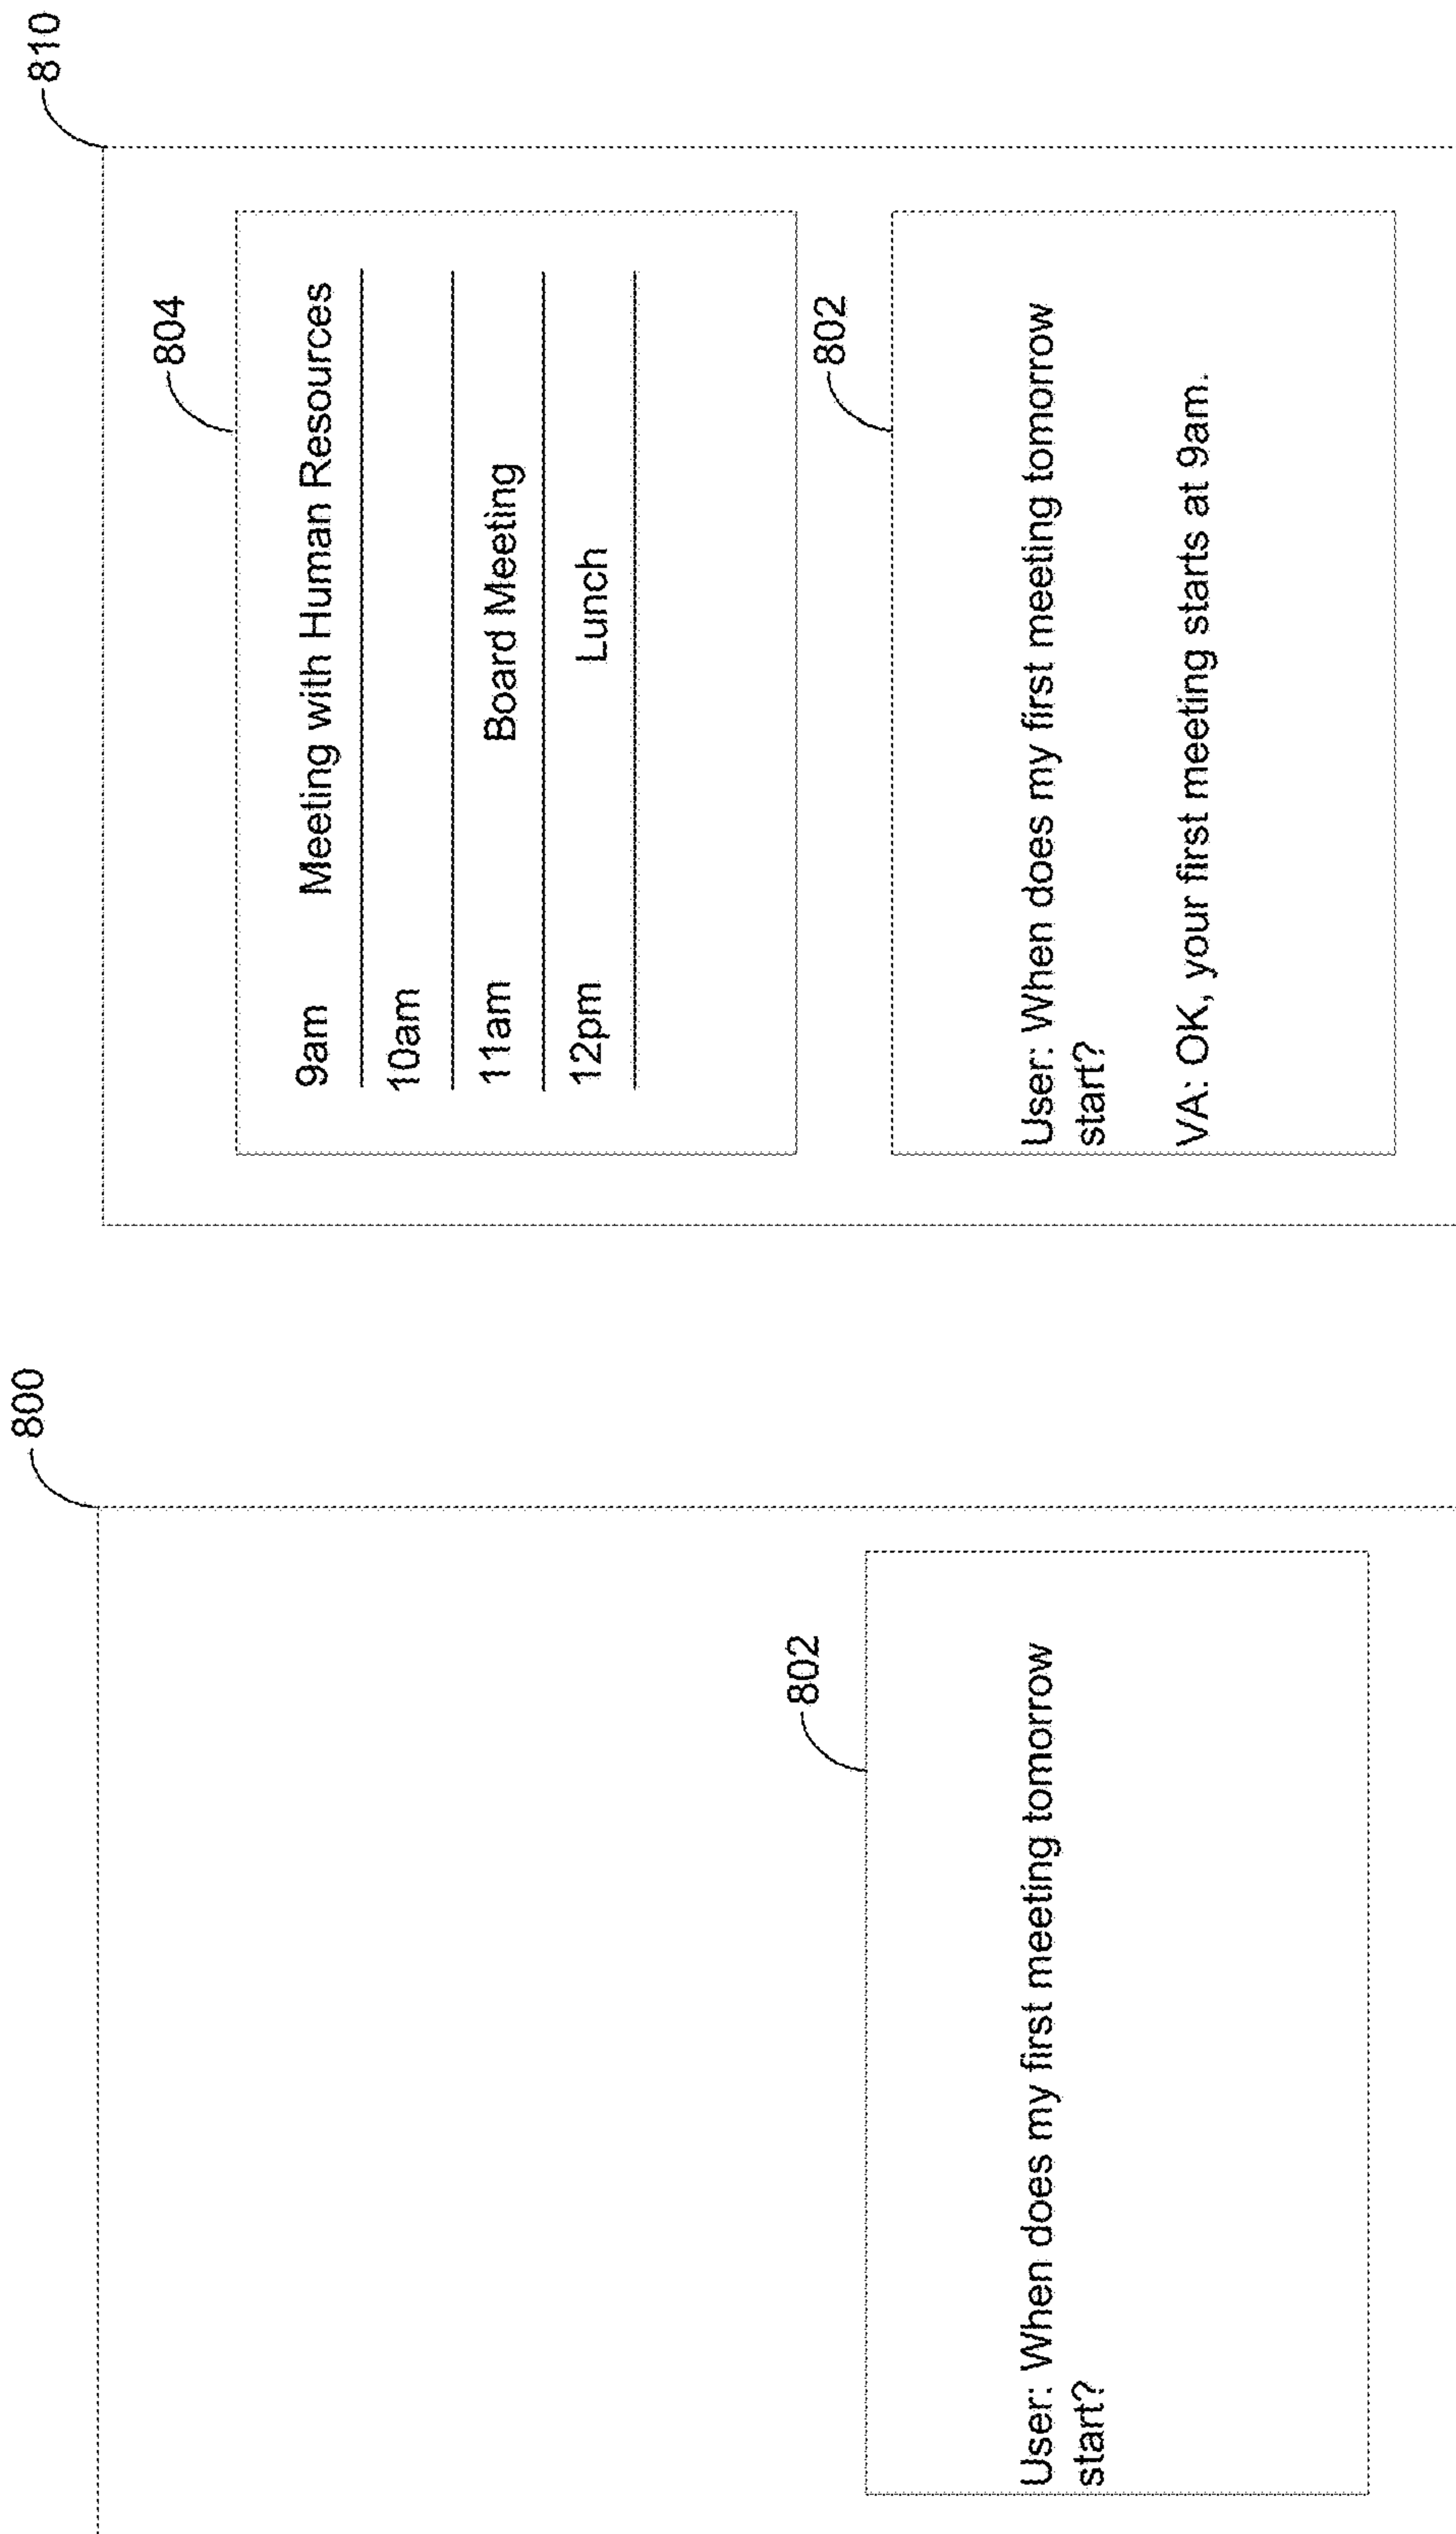 800
802
User: When does my first meeting tomorrow
start?
810
804
9am Meeting with Human Resources
10am
11am Board Meeting
12pm Lunch
802
User: When does my first meeting tomorrow
start?
VA: OK, your first meeting starts at 9am.